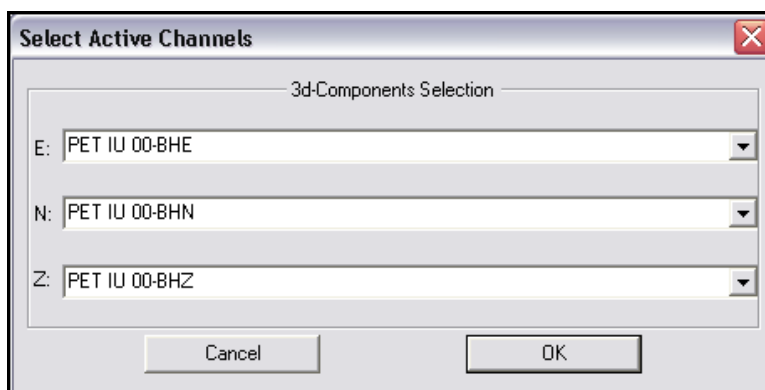 Select Active Channels
3d-Components Selection
E: PET IU 00-BHE
N: PET IU 00-BHN
Z: PET IU 00-BHZ
Cancel OK